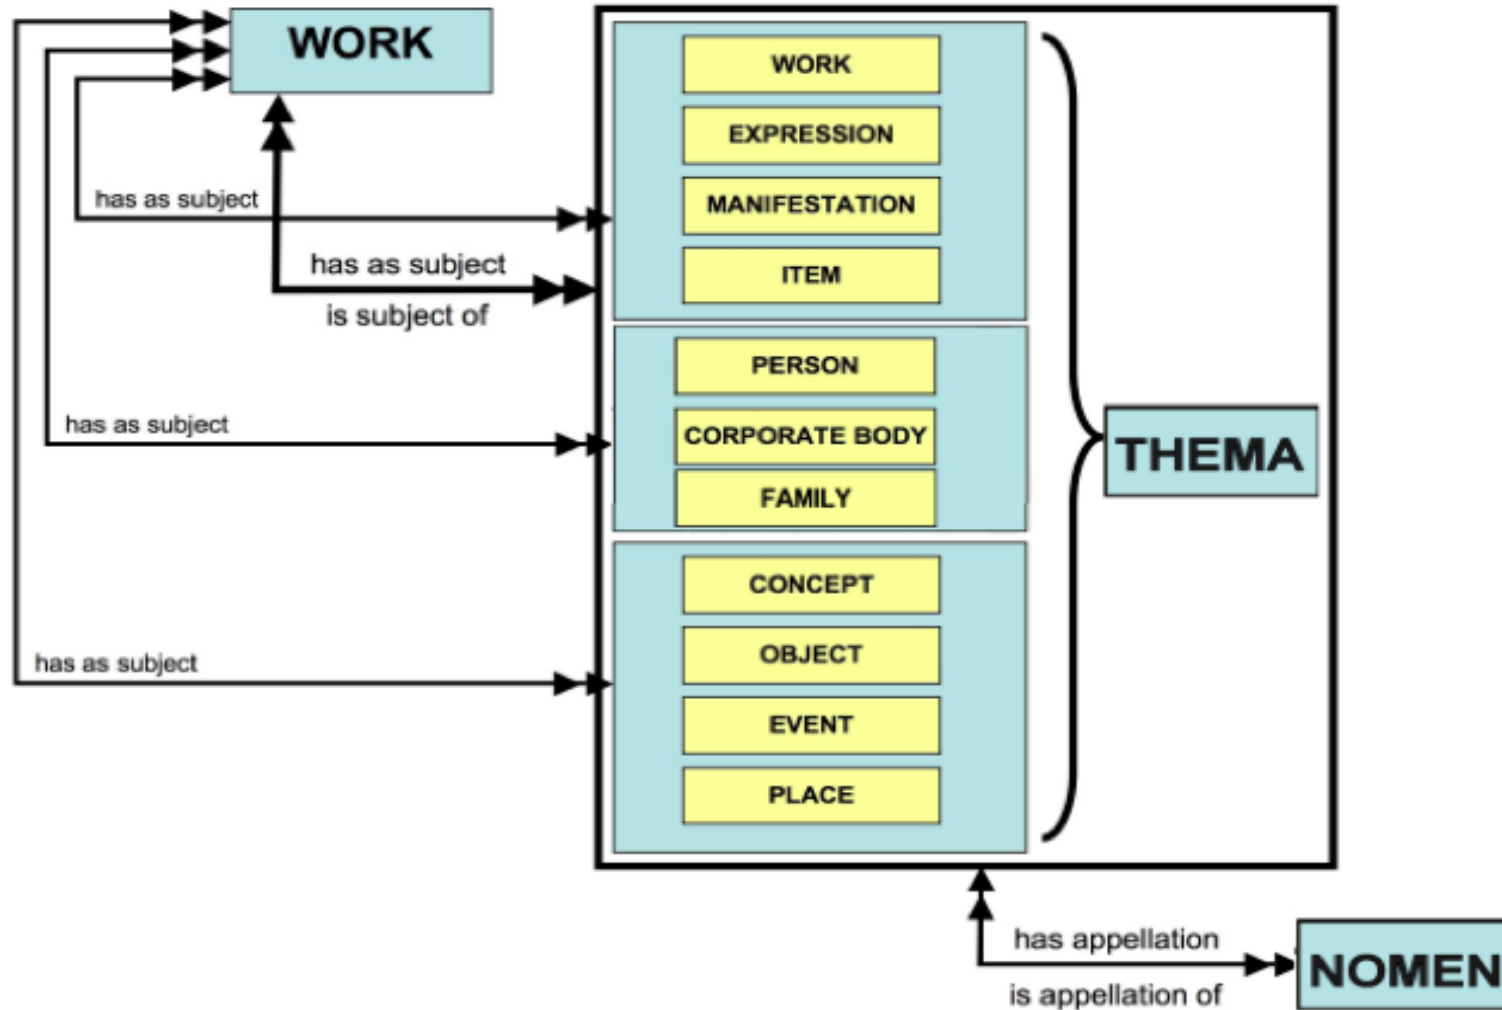 WORK
WORK
EXPRESSION
MANIFESTATION
has as subject
has as subject
ITEM
is subject of
PERSON
has as subject
CORPORATE BODY
THEMA
FAMILY
CONCEPT
has as subject
OBJECT
EVENT
PLACE
has appellation
is appellation of
NOMEN